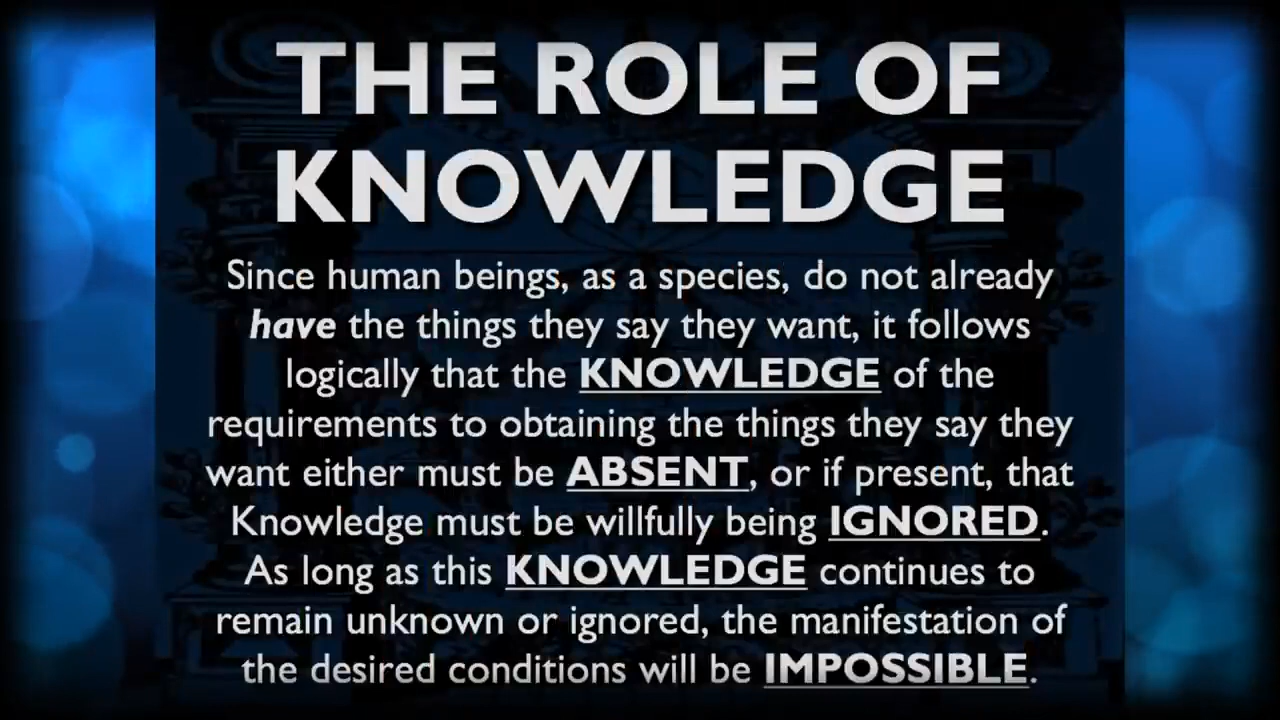 THE ROLE OF
KNOWLEDGE
Since human beings, as a species, do not already
have the things they say they want, it follows
logically that the KNOWLEDGE of the
requirements to obtaining the things they say they
want either must be ABSENT, or if present, that
Knowledge must be willfully being IGNORED.
As long as this KNOWLEDGE continues to
remain unknown or ignored, the manifestation of
the desired conditions will be IMPOSSIBLE.